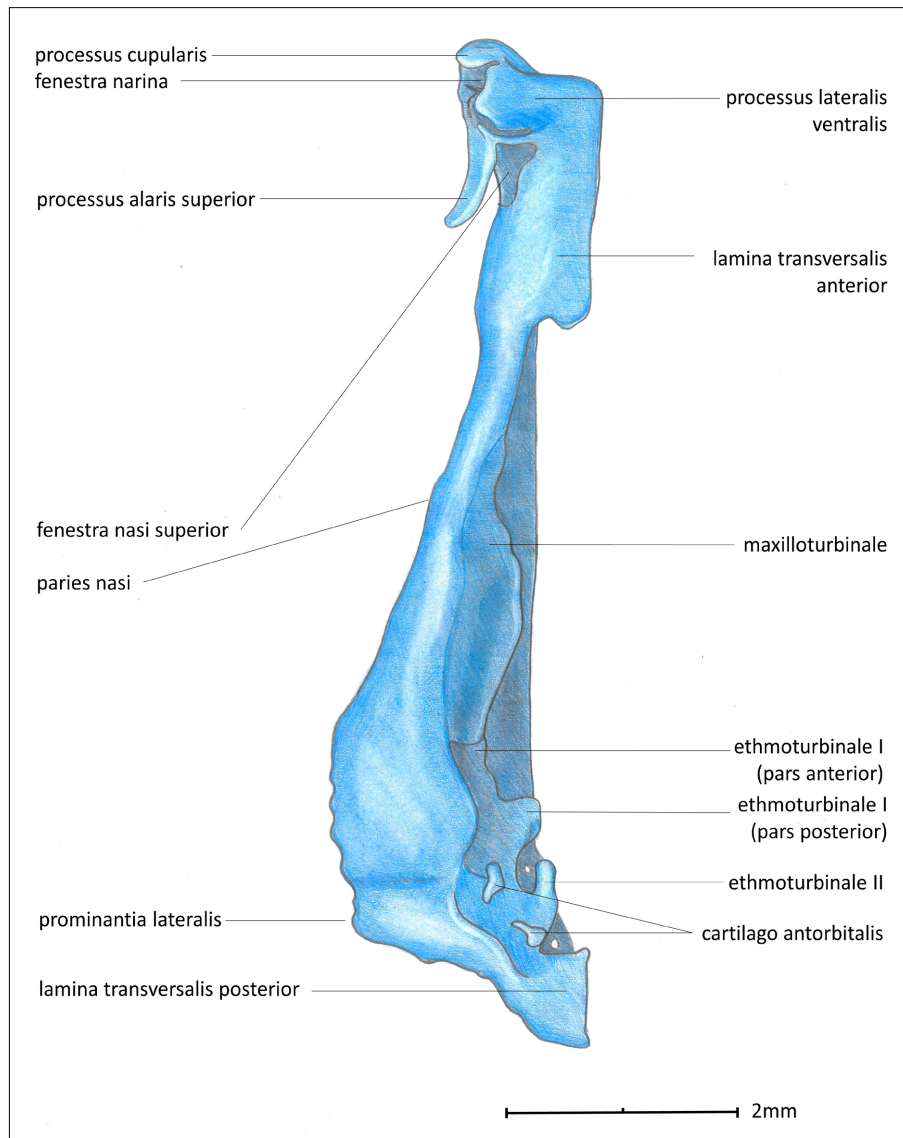 processus cupularis
fenestra narina
processus lateralis
ventralis
processus alaris superior
lamina transversalis
anterior
fenestra nasi superior
maxilloturbinale
paries nasi
ethmoturbinale I
(pars anterior)
ethmoturbinale I
(pars posterior)
ethmoturbinale II
prominantia lateralis
cartilago antorbitalis
lamina transversalis posterior
2mm